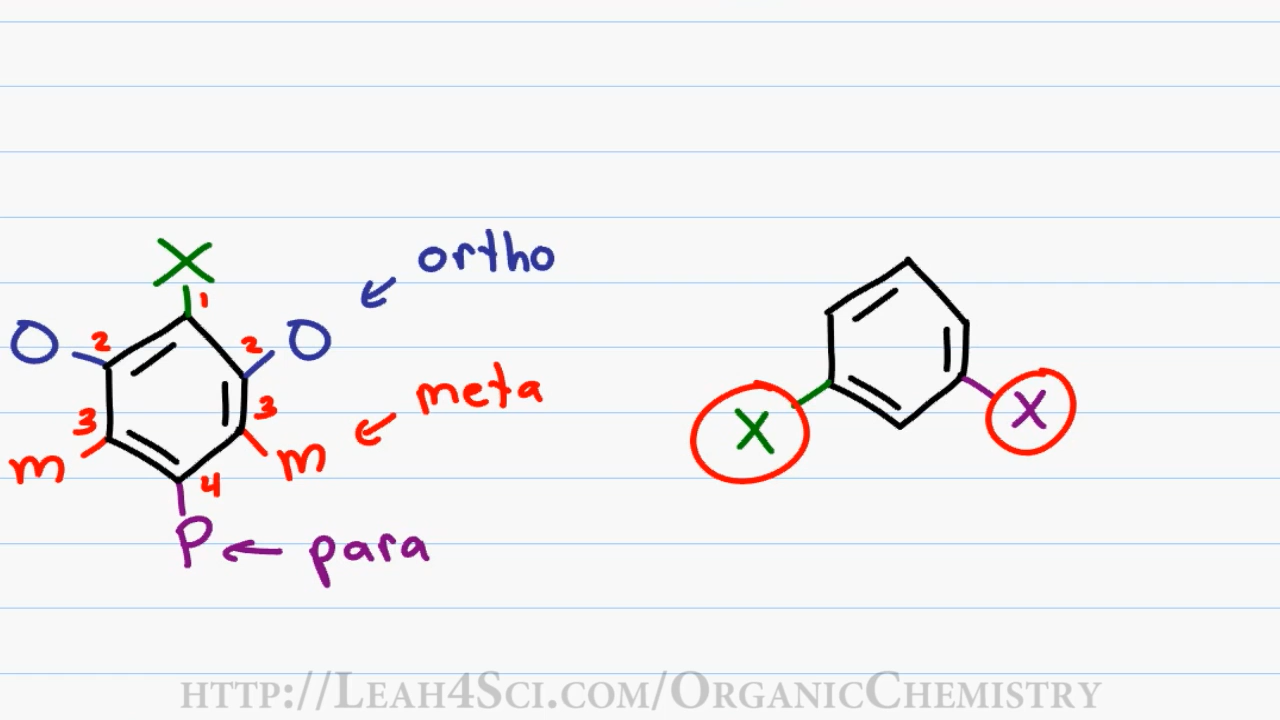 X
1
ortho
O 2 2 O
meta
3 3
m m
X X
4
P ← para
HTTP://LEAH4SCI.COM/ORGANICCHEMISTRY